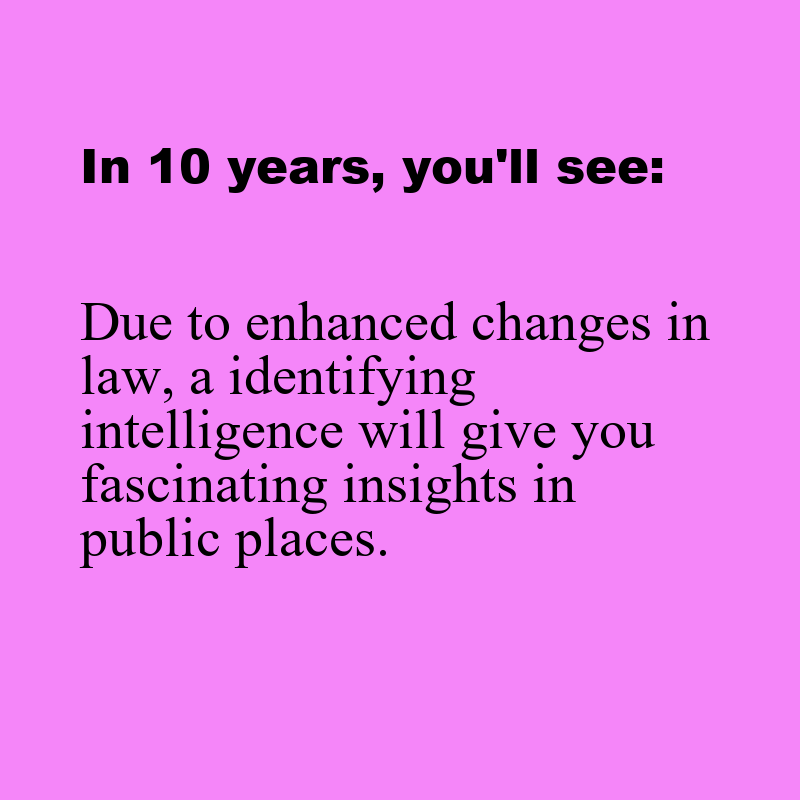 In 10 years, you'll see:
Due to enhanced changes in
law, a identifying
intelligence will give you
fascinating insights in
public places.